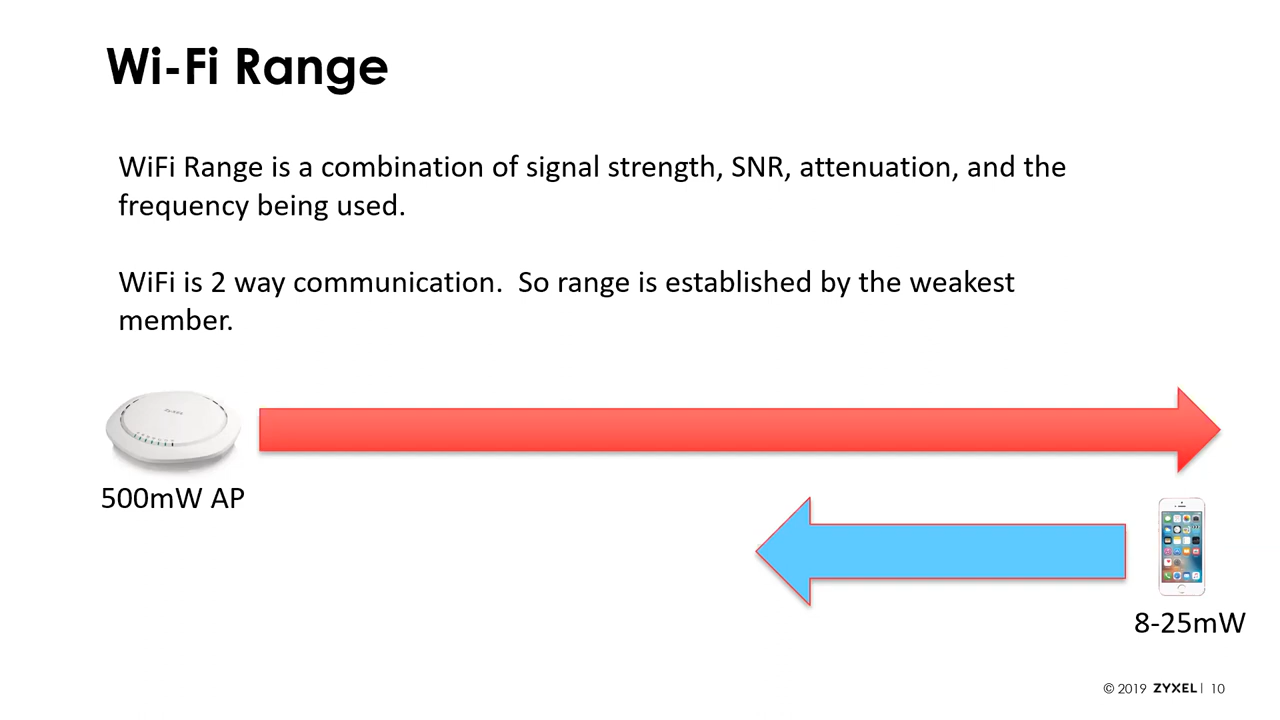 Wi-Fi Range
WiFi Range is a combination of signal strength, SNR, attenuation, and the
frequency being used.
WiFi is 2 way communication.  So range is established by the weakest
member.
ZYXEL
500mW AP
8-25mW
© 2019 ZYXEL | 10